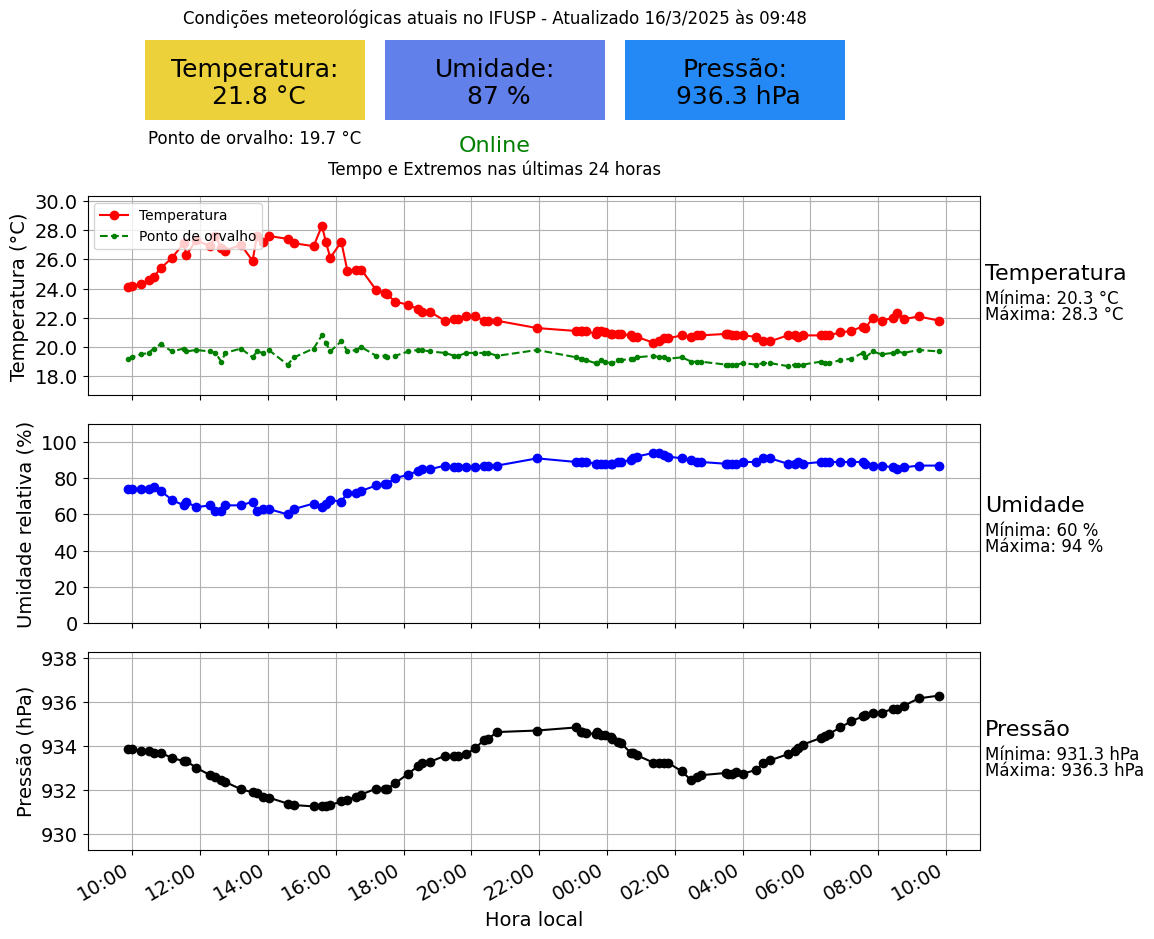 Condições meteorológicas atuais no IFUSP - Atualizado 16/3/2025 às 09:48
Temperatura:
21.8 °C
Umidade:
87 %
Pressão:
936.3 hPa
Ponto de orvalho: 19.7 °C
Online
Tempo e Extremos nas últimas 24 horas
Temperatura (°C)
30.0
28.0
26.0
24.0
22.0
20.0
18.0
Temperatura
Ponto de orvalho
Temperatura
Mínima: 20.3 °C
Máxima: 28.3 °C
Umidade relativa (%)
100
80
60
40
20
0
Umidade
Mínima: 60 %
Máxima: 94 %
Pressão (hPa)
938
936
934
932
930
Pressão
Mínima: 931.3 hPa
Máxima: 936.3 hPa
10:00 12:00 14:00 16:00 18:00 20:00 22:00 00:00 02:00 04:00 06:00 08:00 10:00
Hora local